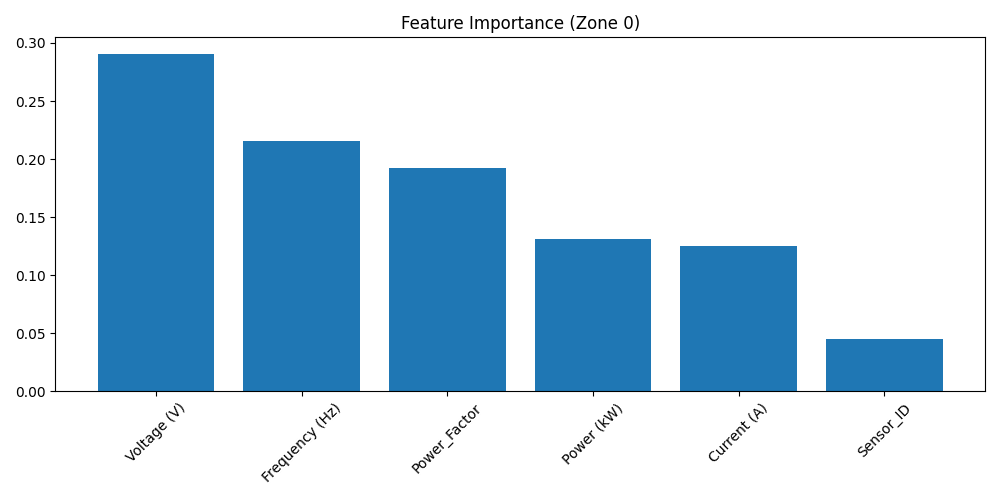 Feature Importance (Zone 0)
0.30
0.25
0.20
0.15
0.10
0.05
0.00
Voltage (V)
Frequency (Hz)
Power_Factor
Power (kW)
Current (A)
Sensor_ID